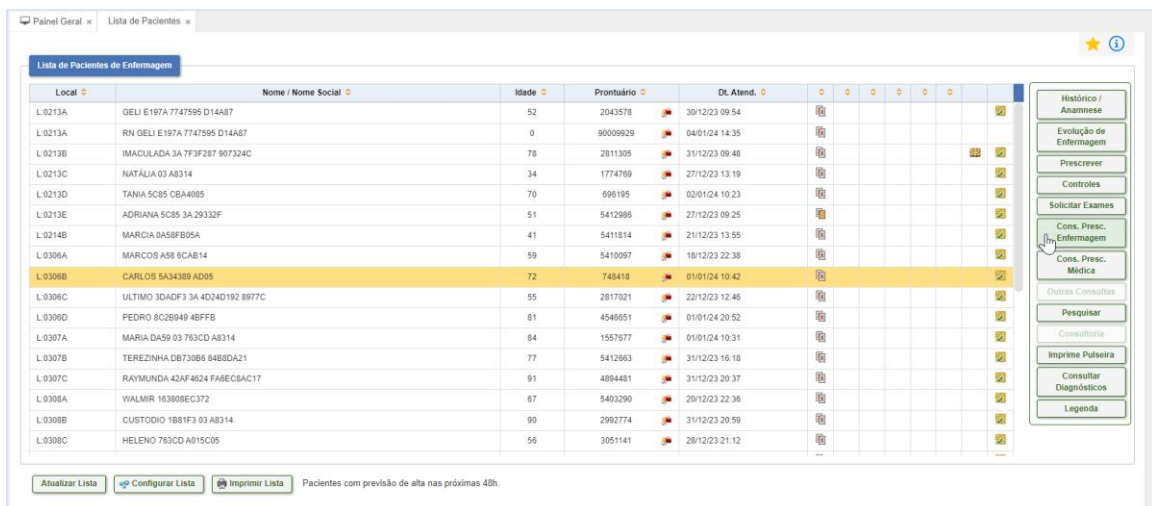 Painel Geral × Lista de Pacientes ×
Lista de Pacientes de Enfermagem
Local Nome / Nome Social Idade Prontuário Dt. Atend.
L:0213A GELI E197A 7747595 D14A87 52 2043578 30/12/23 09:54
L:0213A RN GELI E197A 7747595 D14A87 0 90009929 04/01/24 14:35
L:0213B IMACULADA 3A 7F3F287 907324C 78 2811305 31/12/23 09:48
L:0213C NATÁLIA 03 A8314 34 1774769 27/12/23 13:19
L:0213D TANIA 5C85 CBA4085 70 696195 02/01/24 10:23
L:0213E ADRIANA 5C85 3A 29332F 51 5412986 27/12/23 09:25
L:0214B MARCIA 0A58FB05A 41 5411814 21/12/23 13:55
L:0306A MARCOS A58 6CAB14 59 5410097 18/12/23 22:38
L:0306B CARLOS 5A34389 AD05 72 748418 01/01/24 10:42
L:0306C ULTIMO 3DADF3 3A 4D24D192 8977C 55 2817021 22/12/23 12:46
L:0306D PEDRO 8C2B949 4BFFB 81 4546651 01/01/24 20:52
L:0307A MARIA DA59 03 763CD A8314 84 1557677 01/01/24 10:31
L:0307B TEREZINHA DB730B6 84B8DA21 77 5412663 31/12/23 16:18
L:0307C RAYMUNDA 42AF4624 FA6EC8AC17 91 4894481 31/12/23 20:37
L:0308A WALMIR 163808EC372 67 5403290 20/12/23 22:36
L:0308B CUSTODIO 1B81F3 03 A8314 90 2992774 31/12/23 20:59
L:0308C HELENO 763CD A015C05 56 3051141 28/12/23 21:12
Histórico /
Anamnese
Evolução de
Enfermagem
Prescrever
Controles
Solicitar Exames
Cons. Presc.
Enfermagem
Cons. Presc.
Médica
Outras Consultas
Pesquisar
Consultoria
Imprime Pulseira
Consultar
Diagnósticos
Legenda
Atualizar Lista Configurar Lista Imprimir Lista Pacientes com previsão de alta nas próximas 48h.